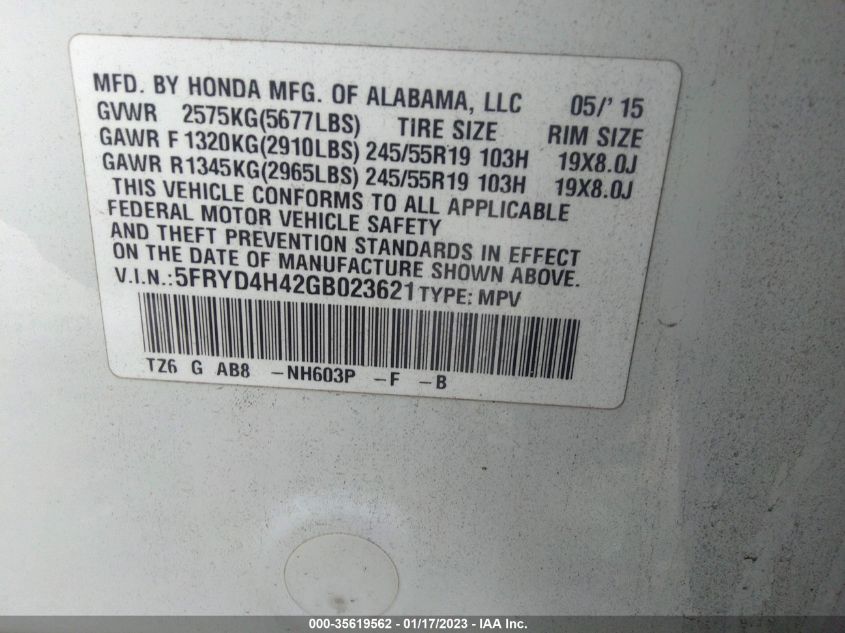 MFD. BY HONDA MFG. OF ALABAMA, LLC 05/'15
GVWR 2575KG(5677LBS) TIRE SIZE RIM SIZE
GAWR F 1320KG(2910LBS) 245/55R19 103H 19X8.0J
GAWR R1345KG(2965LBS) 245/55R19 103H 19X8.0J
THIS VEHICLE CONFORMS TO ALL APPLICABLE
FEDERAL MOTOR VEHICLE SAFETY
AND THEFT PREVENTION STANDARDS IN EFFECT
ON THE DATE OF MANUFACTURE SHOWN ABOVE.
V.I.N.:5FRYD4H42GB023621 TYPE: MPV
TZ6 G AB8 -NH603P -F -B
000-35619562 - 01/17/2023 - IAA Inc.